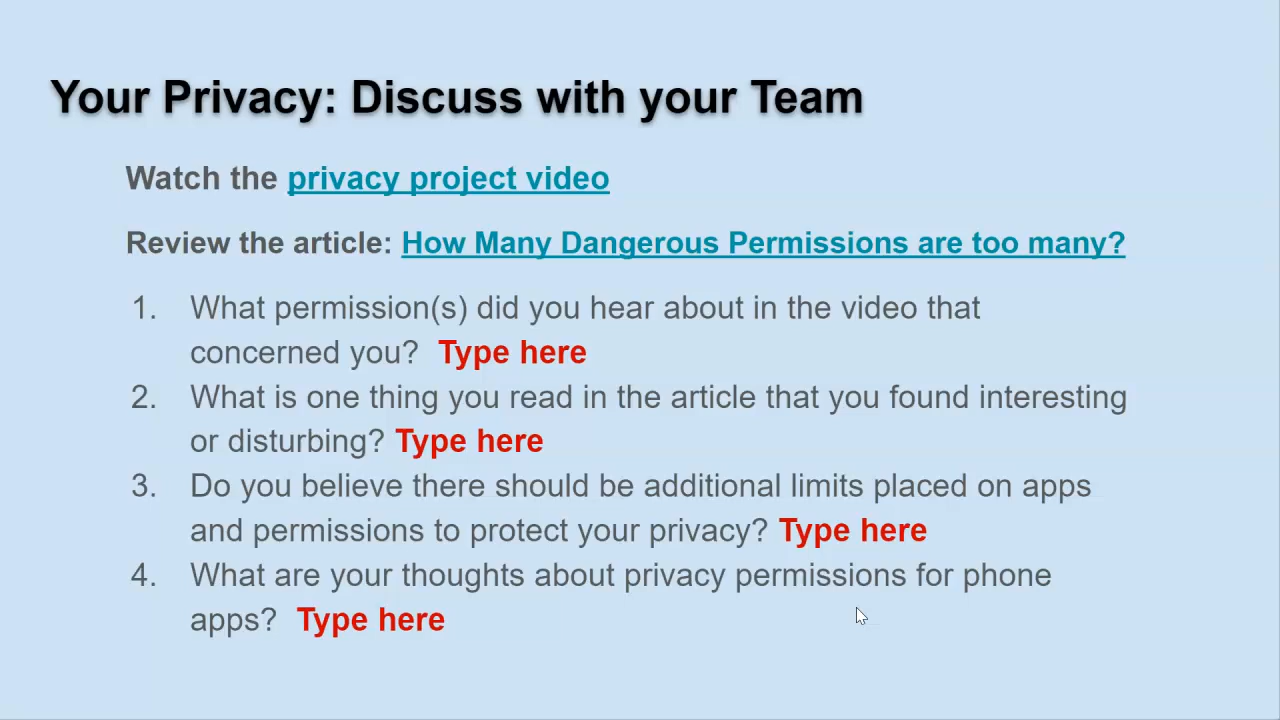 Your Privacy: Discuss with your Team
Watch the privacy project video
Review the article: How Many Dangerous Permissions are too many?
1. What permission(s) did you hear about in the video that
concerned you? Type here
2. What is one thing you read in the article that you found interesting
or disturbing? Type here
3. Do you believe there should be additional limits placed on apps
and permissions to protect your privacy? Type here
4. What are your thoughts about privacy permissions for phone
apps? Type here